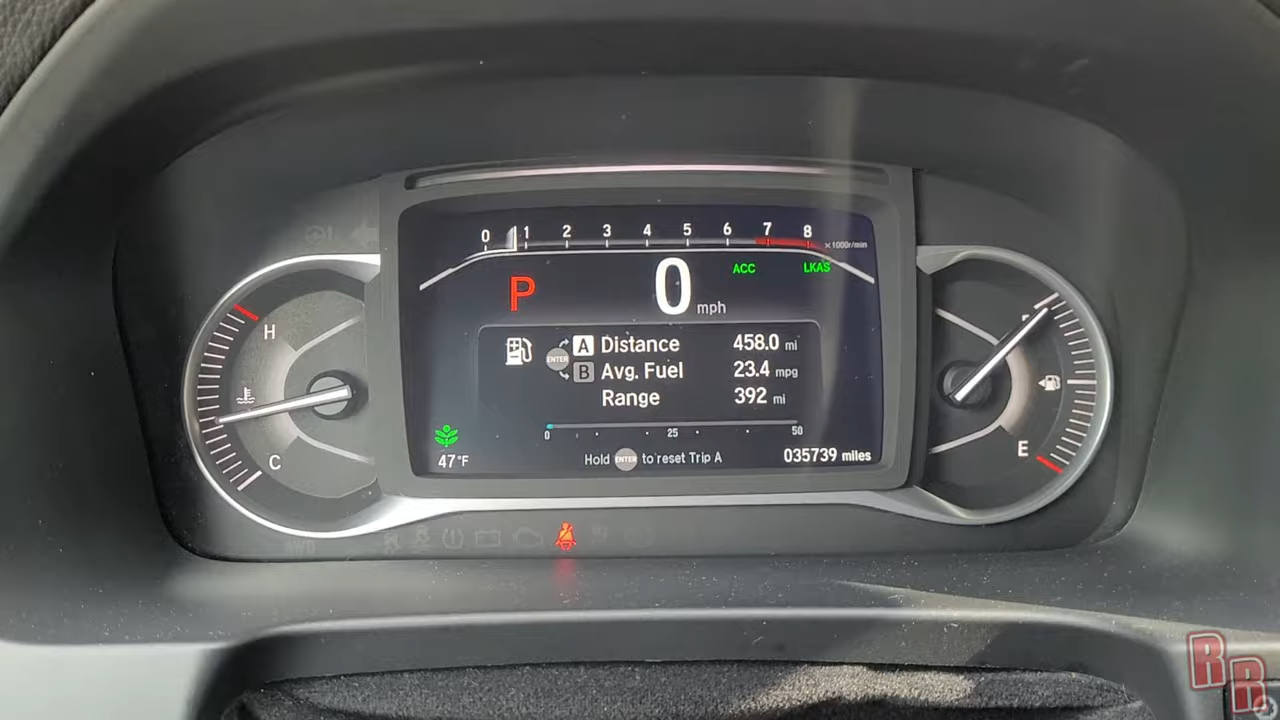 0 1 2 3 4 5 6 7 8 x1000r/min
ACC LKAS
P 0 mph
H
ENTER A Distance 458.0 mi
B Avg. Fuel 23.4 mpg
Range 392 mi
0 25 50
C
E
47°F
Hold ENTER to reset Trip A
035739 miles
RR